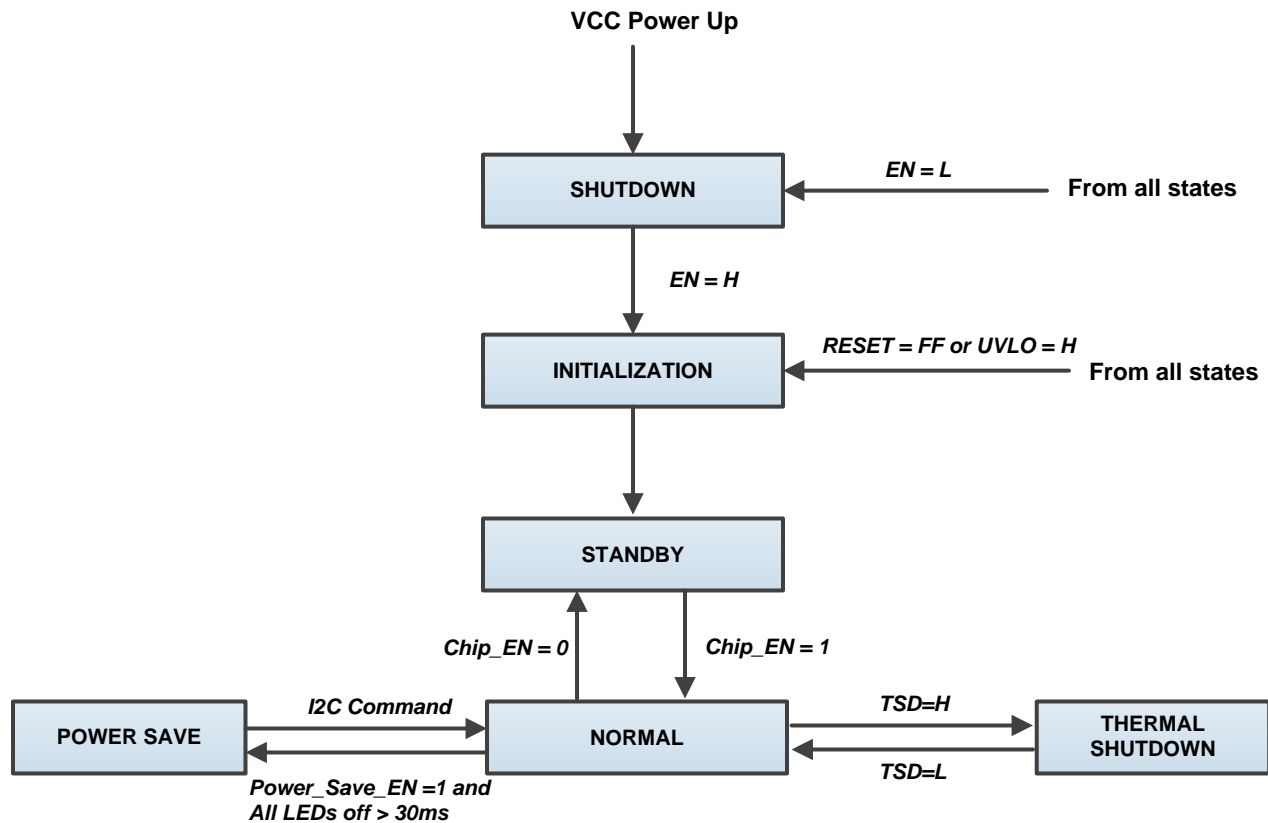 VCC Power Up
SHUTDOWN
EN = L
From all states
EN = H
INITIALIZATION
RESET = FF or UVLO = H
From all states
STANDBY
Chip_EN = 0
Chip_EN = 1
POWER SAVE
I2C Command
NORMAL
TSD=H
THERMAL
SHUTDOWN
TSD=L
Power_Save_EN =1 and
All LEDs off > 30ms